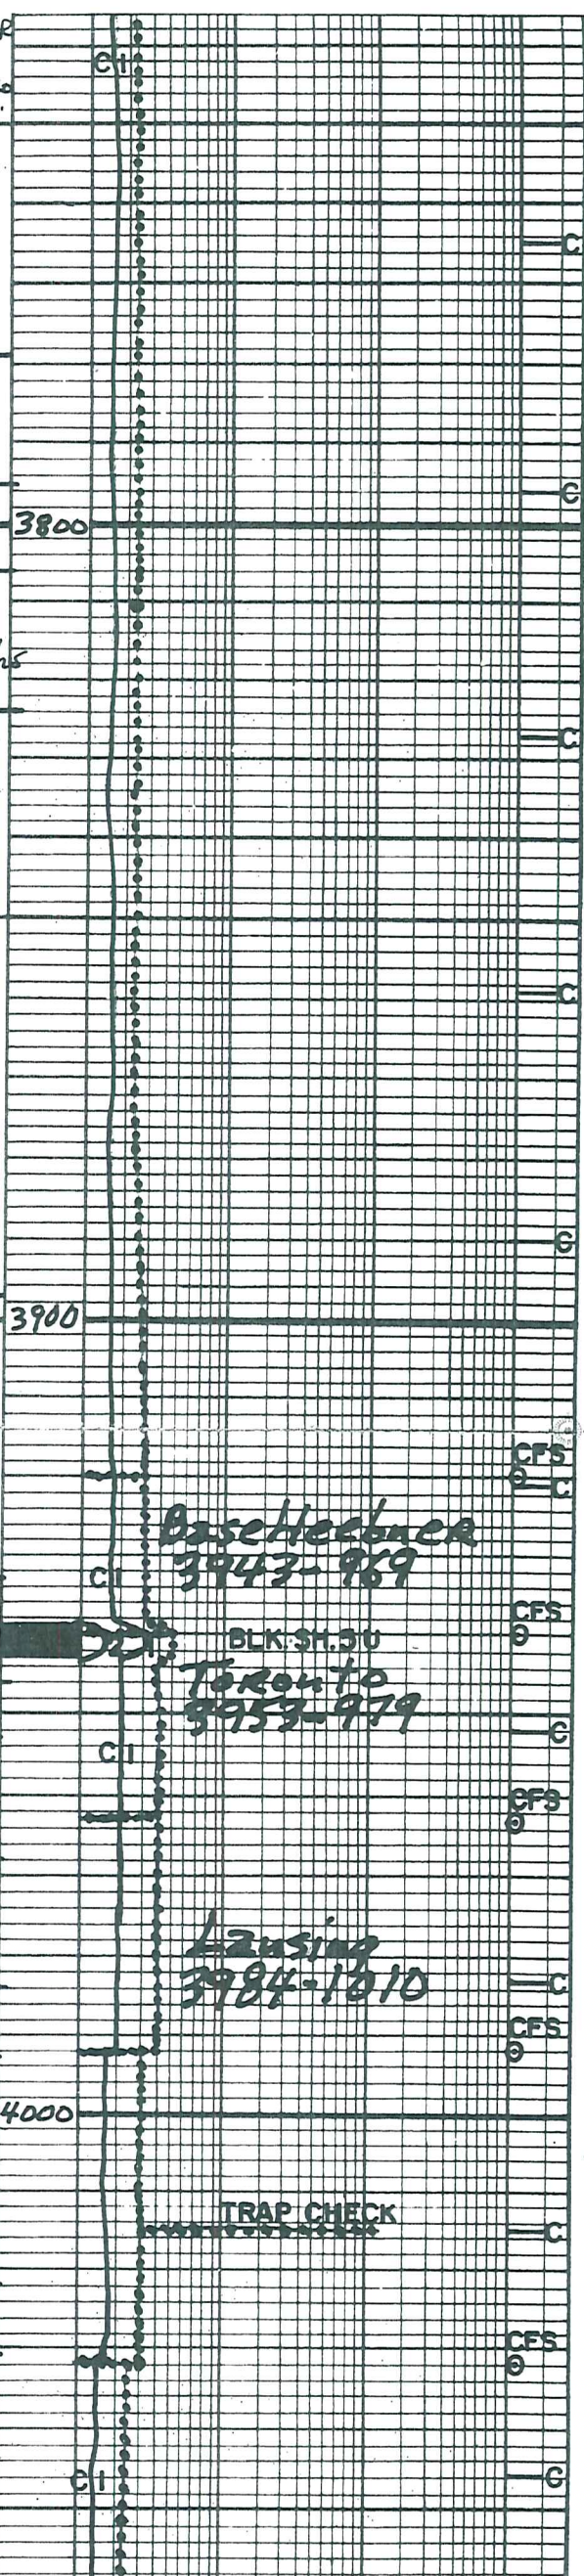 C1
C
C
3800
C
C
C
3900
CFS
C
Base Heebner
3943-969
C1
CFS
BLK. SH. 5 U
Toronto
3953-979
C
C1
CFS
Lansing
3984-1010
C
CFS
4000
TRAP CHECK
C
CFS
C1
C